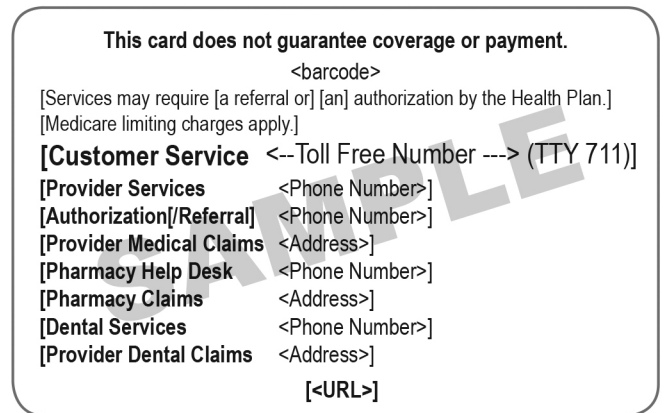 This card does not guarantee coverage or payment.
<barcode>
[Services may require [a referral or] [an] authorization by the Health Plan.]
[Medicare limiting charges apply.]
[Customer Service <--Toll Free Number ---> (TTY 711)]
[Provider Services <Phone Number>]
[Authorization[/Referral] <Phone Number>]
[Provider Medical Claims <Address>]
[Pharmacy Help Desk <Phone Number>]
[Pharmacy Claims <Address>]
[Dental Services <Phone Number>]
[Provider Dental Claims <Address>]
[<URL>]
SAMPLE